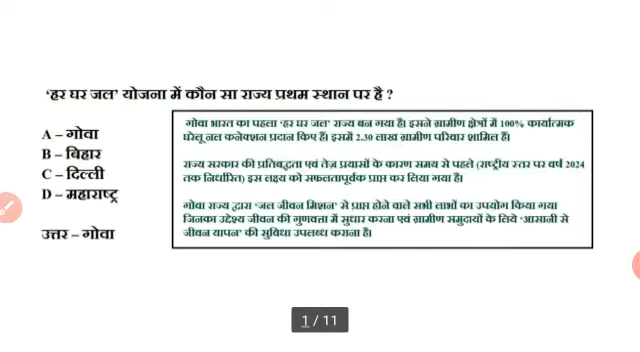 ‘हर घर जल’ योजना में कौन सा राज्य प्रथम स्थान पर है ?
A – गोवा
B – बिहार
C – दिल्ली
D – महाराष्ट्र
उत्तर – गोवा
गोवा भारत का पहला ‘हर घर जल’ राज्य बन गया है। इसने ग्रामीण क्षेत्रों में 100% कार्यात्मक
घरेलू नल कनेक्शन प्रदान किए हैं। इसमें 2.30 लाख ग्रामीण परिवार शामिल हैं।
राज्य सरकार की प्रतिबद्धता एवं तेज़ प्रयासों के कारण समय से पहले (राष्ट्रीय स्तर पर वर्ष 2024
तक निर्धारित) इस लक्ष्य को सफलतापूर्वक प्राप्त कर लिया गया है।
गोवा राज्य द्वारा ‘जल जीवन मिशन’ से प्राप्त होने वाले सभी लाभों का उपयोग किया गया
जिनका उद्देश्य जीवन की गुणवत्ता में सुधार करना एवं ग्रामीण समुदायों के लिये ‘आसानी से
जीवन यापन’ की सुविधा उपलब्ध कराना है।
1 / 11